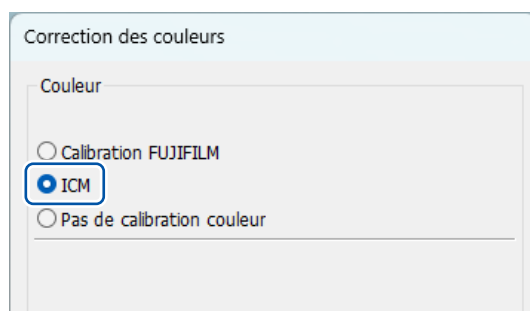 Correction des couleurs
Couleur
Calibration FUJIFILM
ICM
Pas de calibration couleur